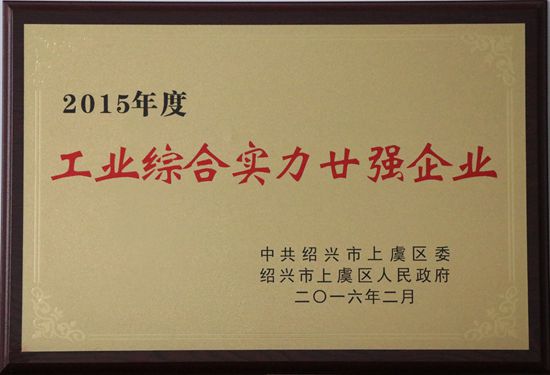 2015年度
工业综合实力廿强企业
中共绍兴市上虞区委
绍兴市上虞区人民政府
二〇一六年二月